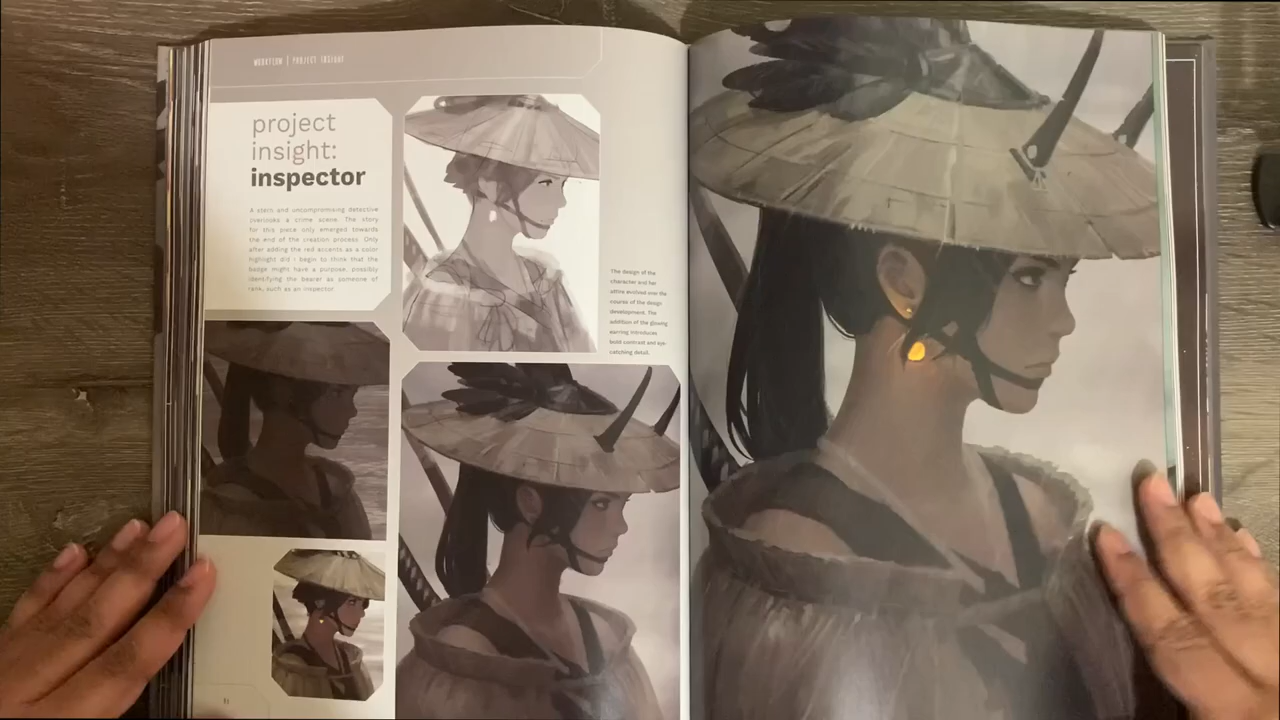 WORKFLOW | PROJECT INSIGHT
project
insight:
inspector
A stern and uncompromising detective
oversees a crime scene. The story
for this piece only emerged towards
the end of the creation process. Only
after adding the red accents as a color
highlight did I begin to think that the
badge might have a purpose, possibly
identifying the bearer as someone of
rank, such as an inspector.
The design of the
character and her
attire evolved over the
course of the design
development. The
addition of the glowing
earring introduces
bold contrast and eye-
catching detail.